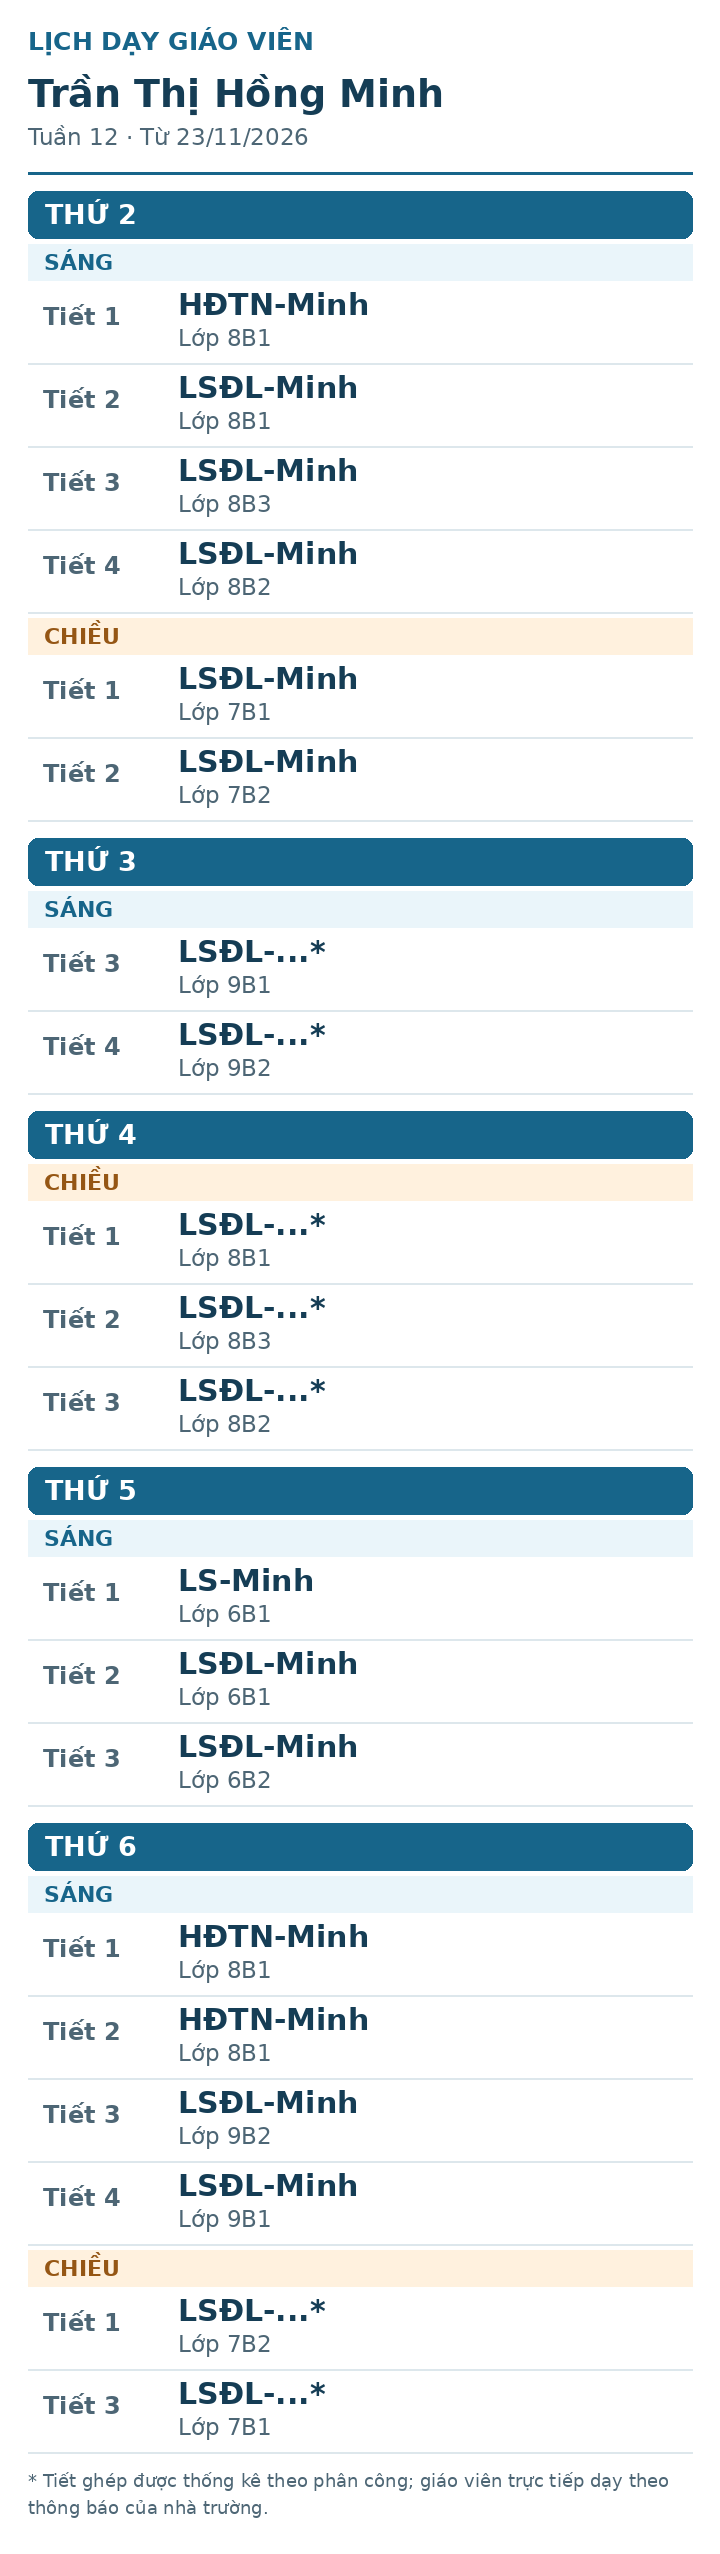 LỊCH DẠY GIÁO VIÊN
Trần Thị Hồng Minh
Tuần 12 · Từ 23/11/2026
THỨ 2
SÁNG
Tiết 1
HĐTN-Minh
Lớp 8B1
Tiết 2
LSĐL-Minh
Lớp 8B1
Tiết 3
LSĐL-Minh
Lớp 8B3
Tiết 4
LSĐL-Minh
Lớp 8B2
CHIỀU
Tiết 1
LSĐL-Minh
Lớp 7B1
Tiết 2
LSĐL-Minh
Lớp 7B2
THỨ 3
SÁNG
Tiết 3
LSĐL-...*
Lớp 9B1
Tiết 4
LSĐL-...*
Lớp 9B2
THỨ 4
CHIỀU
Tiết 1
LSĐL-...*
Lớp 8B1
Tiết 2
LSĐL-...*
Lớp 8B3
Tiết 3
LSĐL-...*
Lớp 8B2
THỨ 5
SÁNG
Tiết 1
LS-Minh
Lớp 6B1
Tiết 2
LSĐL-Minh
Lớp 6B1
Tiết 3
LSĐL-Minh
Lớp 6B2
THỨ 6
SÁNG
Tiết 1
HĐTN-Minh
Lớp 8B1
Tiết 2
HĐTN-Minh
Lớp 8B1
Tiết 3
LSĐL-Minh
Lớp 9B2
Tiết 4
LSĐL-Minh
Lớp 9B1
CHIỀU
Tiết 1
LSĐL-...*
Lớp 7B2
Tiết 3
LSĐL-...*
Lớp 7B1
* Tiết ghép được thống kê theo phân công; giáo viên trực tiếp dạy theo
thông báo của nhà trường.